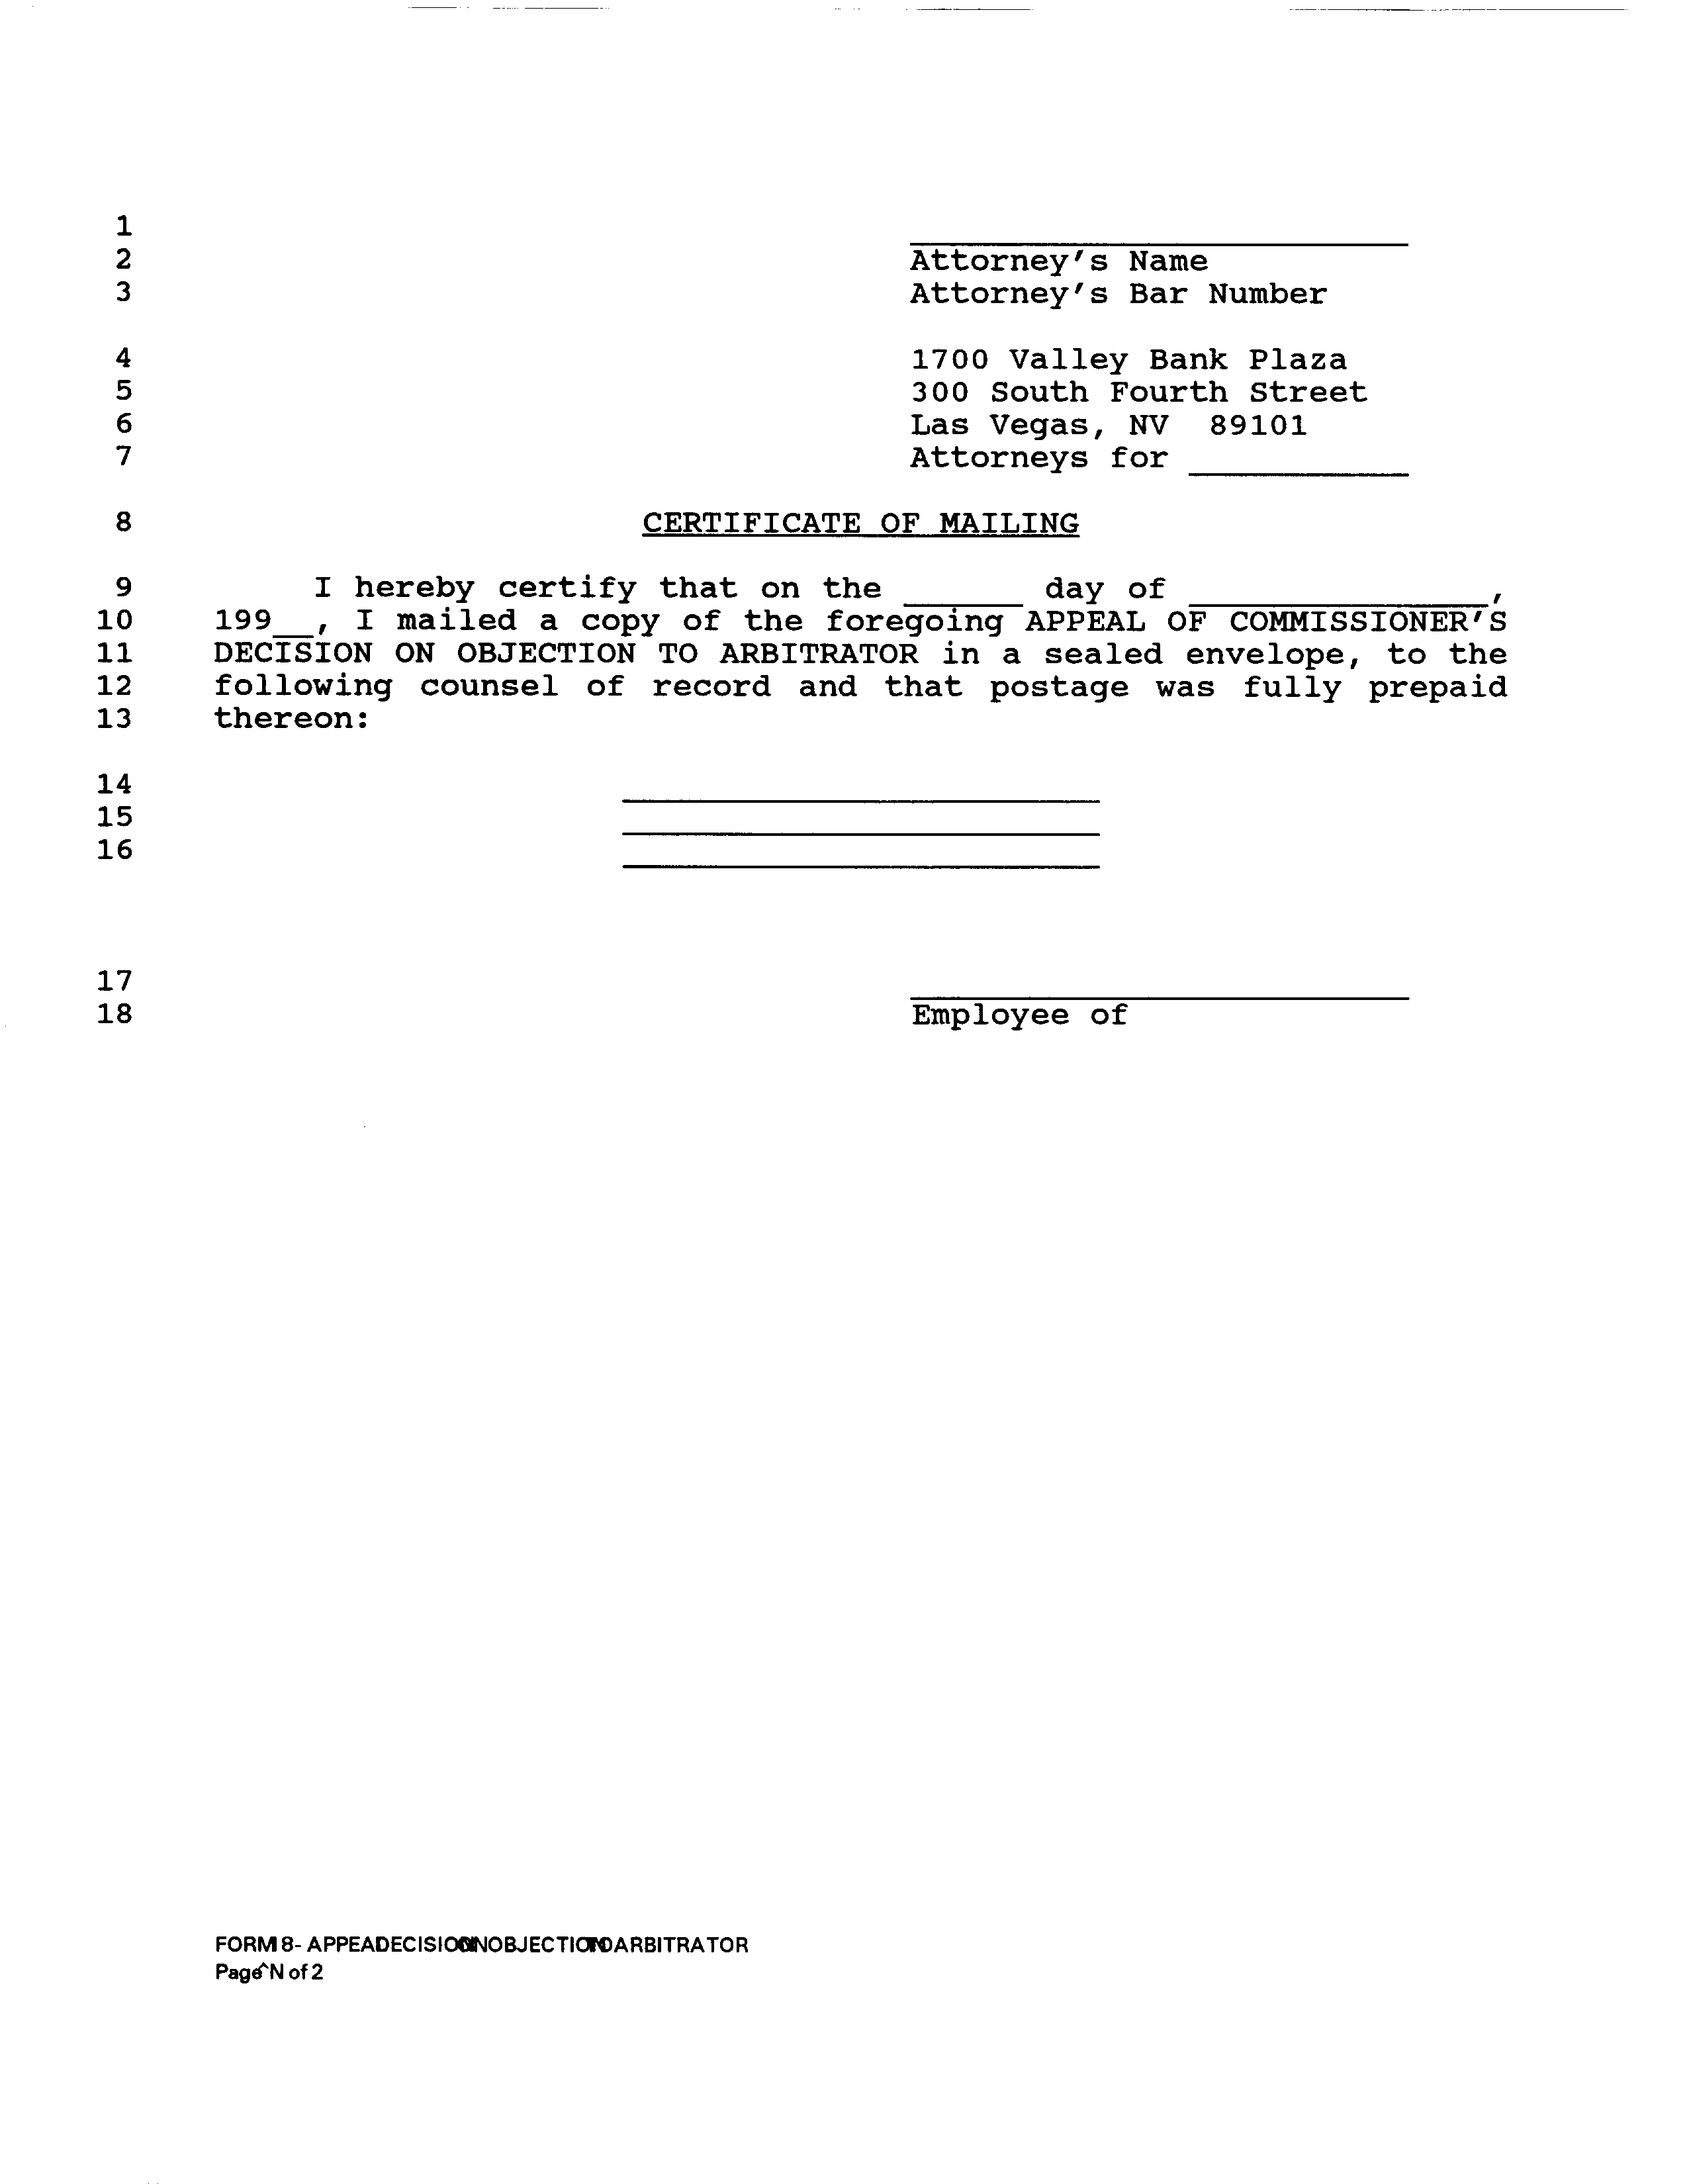 1
2 Attorney's Name
3 Attorney's Bar Number
4 1700 Valley Bank Plaza
5 300 South Fourth Street
6 Las Vegas, NV 89101
7 Attorneys for ___________
8 CERTIFICATE OF MAILING
9 I hereby certify that on the ______ day of _______________,
10 199__, I mailed a copy of the foregoing APPEAL OF COMMISSIONER'S
11 DECISION ON OBJECTION TO ARBITRATOR in a sealed envelope, to the
12 following counsel of record and that postage was fully prepaid
13 thereon:
14
15
16
17
18 Employee of
FORM 8- APPEADECISIONONOBJECTIONTOARBITRATOR
Page^N of 2